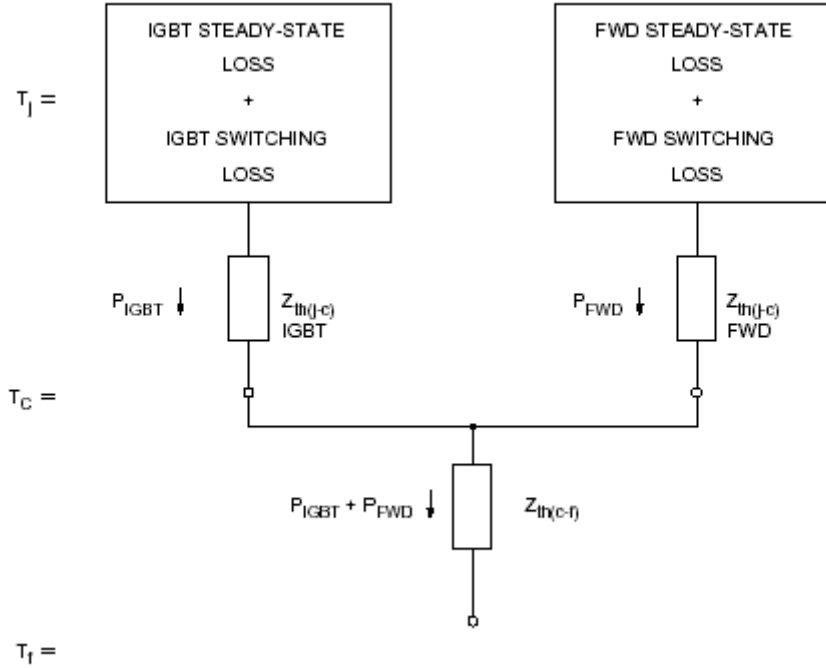 IGBT STEADY-STATE
LOSS
+
IGBT SWITCHING
LOSS
FWD STEADY-STATE
LOSS
+
FWD SWITCHING
LOSS
Tj =
PIGBT
Zth(j-c)
IGBT
PFWD
Zth(j-c)
FWD
TC =
PIGBT + PFWD
Zth(c-f)
Tf =